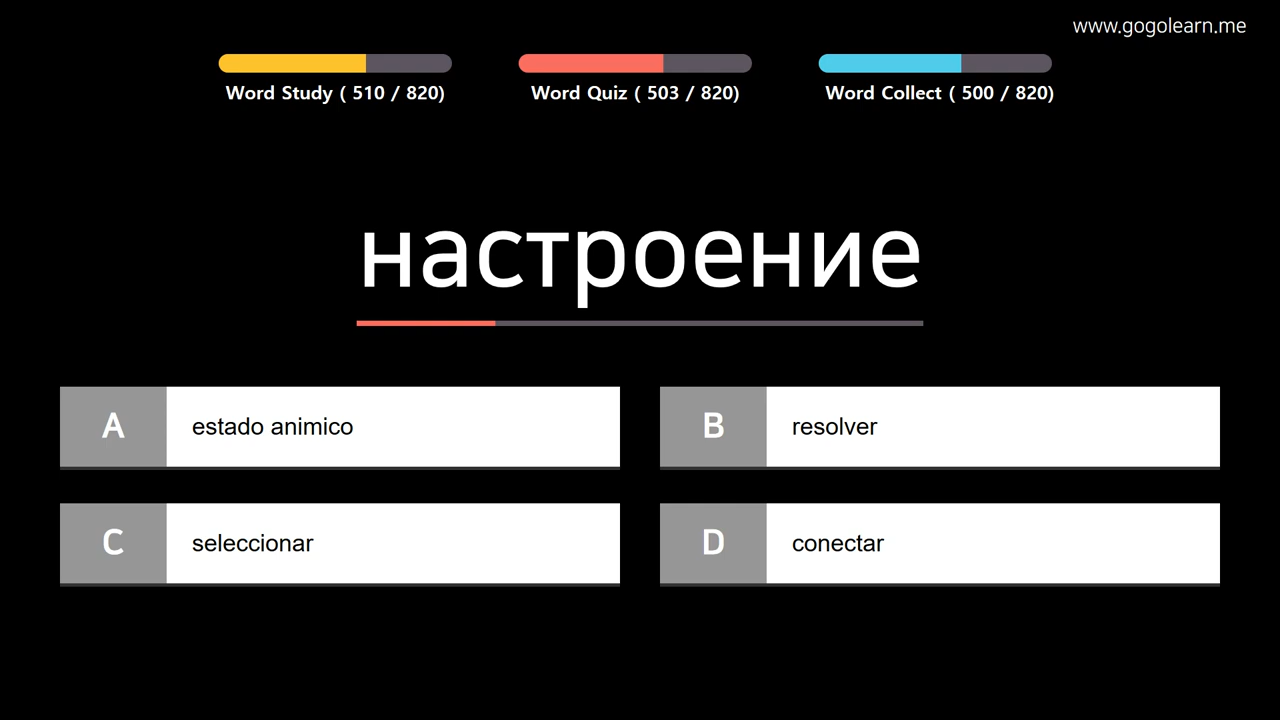 www.gogolearn.me
Word Study ( 510 / 820)
Word Quiz ( 503 / 820)
Word Collect ( 500 / 820)
настроение
A estado animico
B resolver
C seleccionar
D conectar